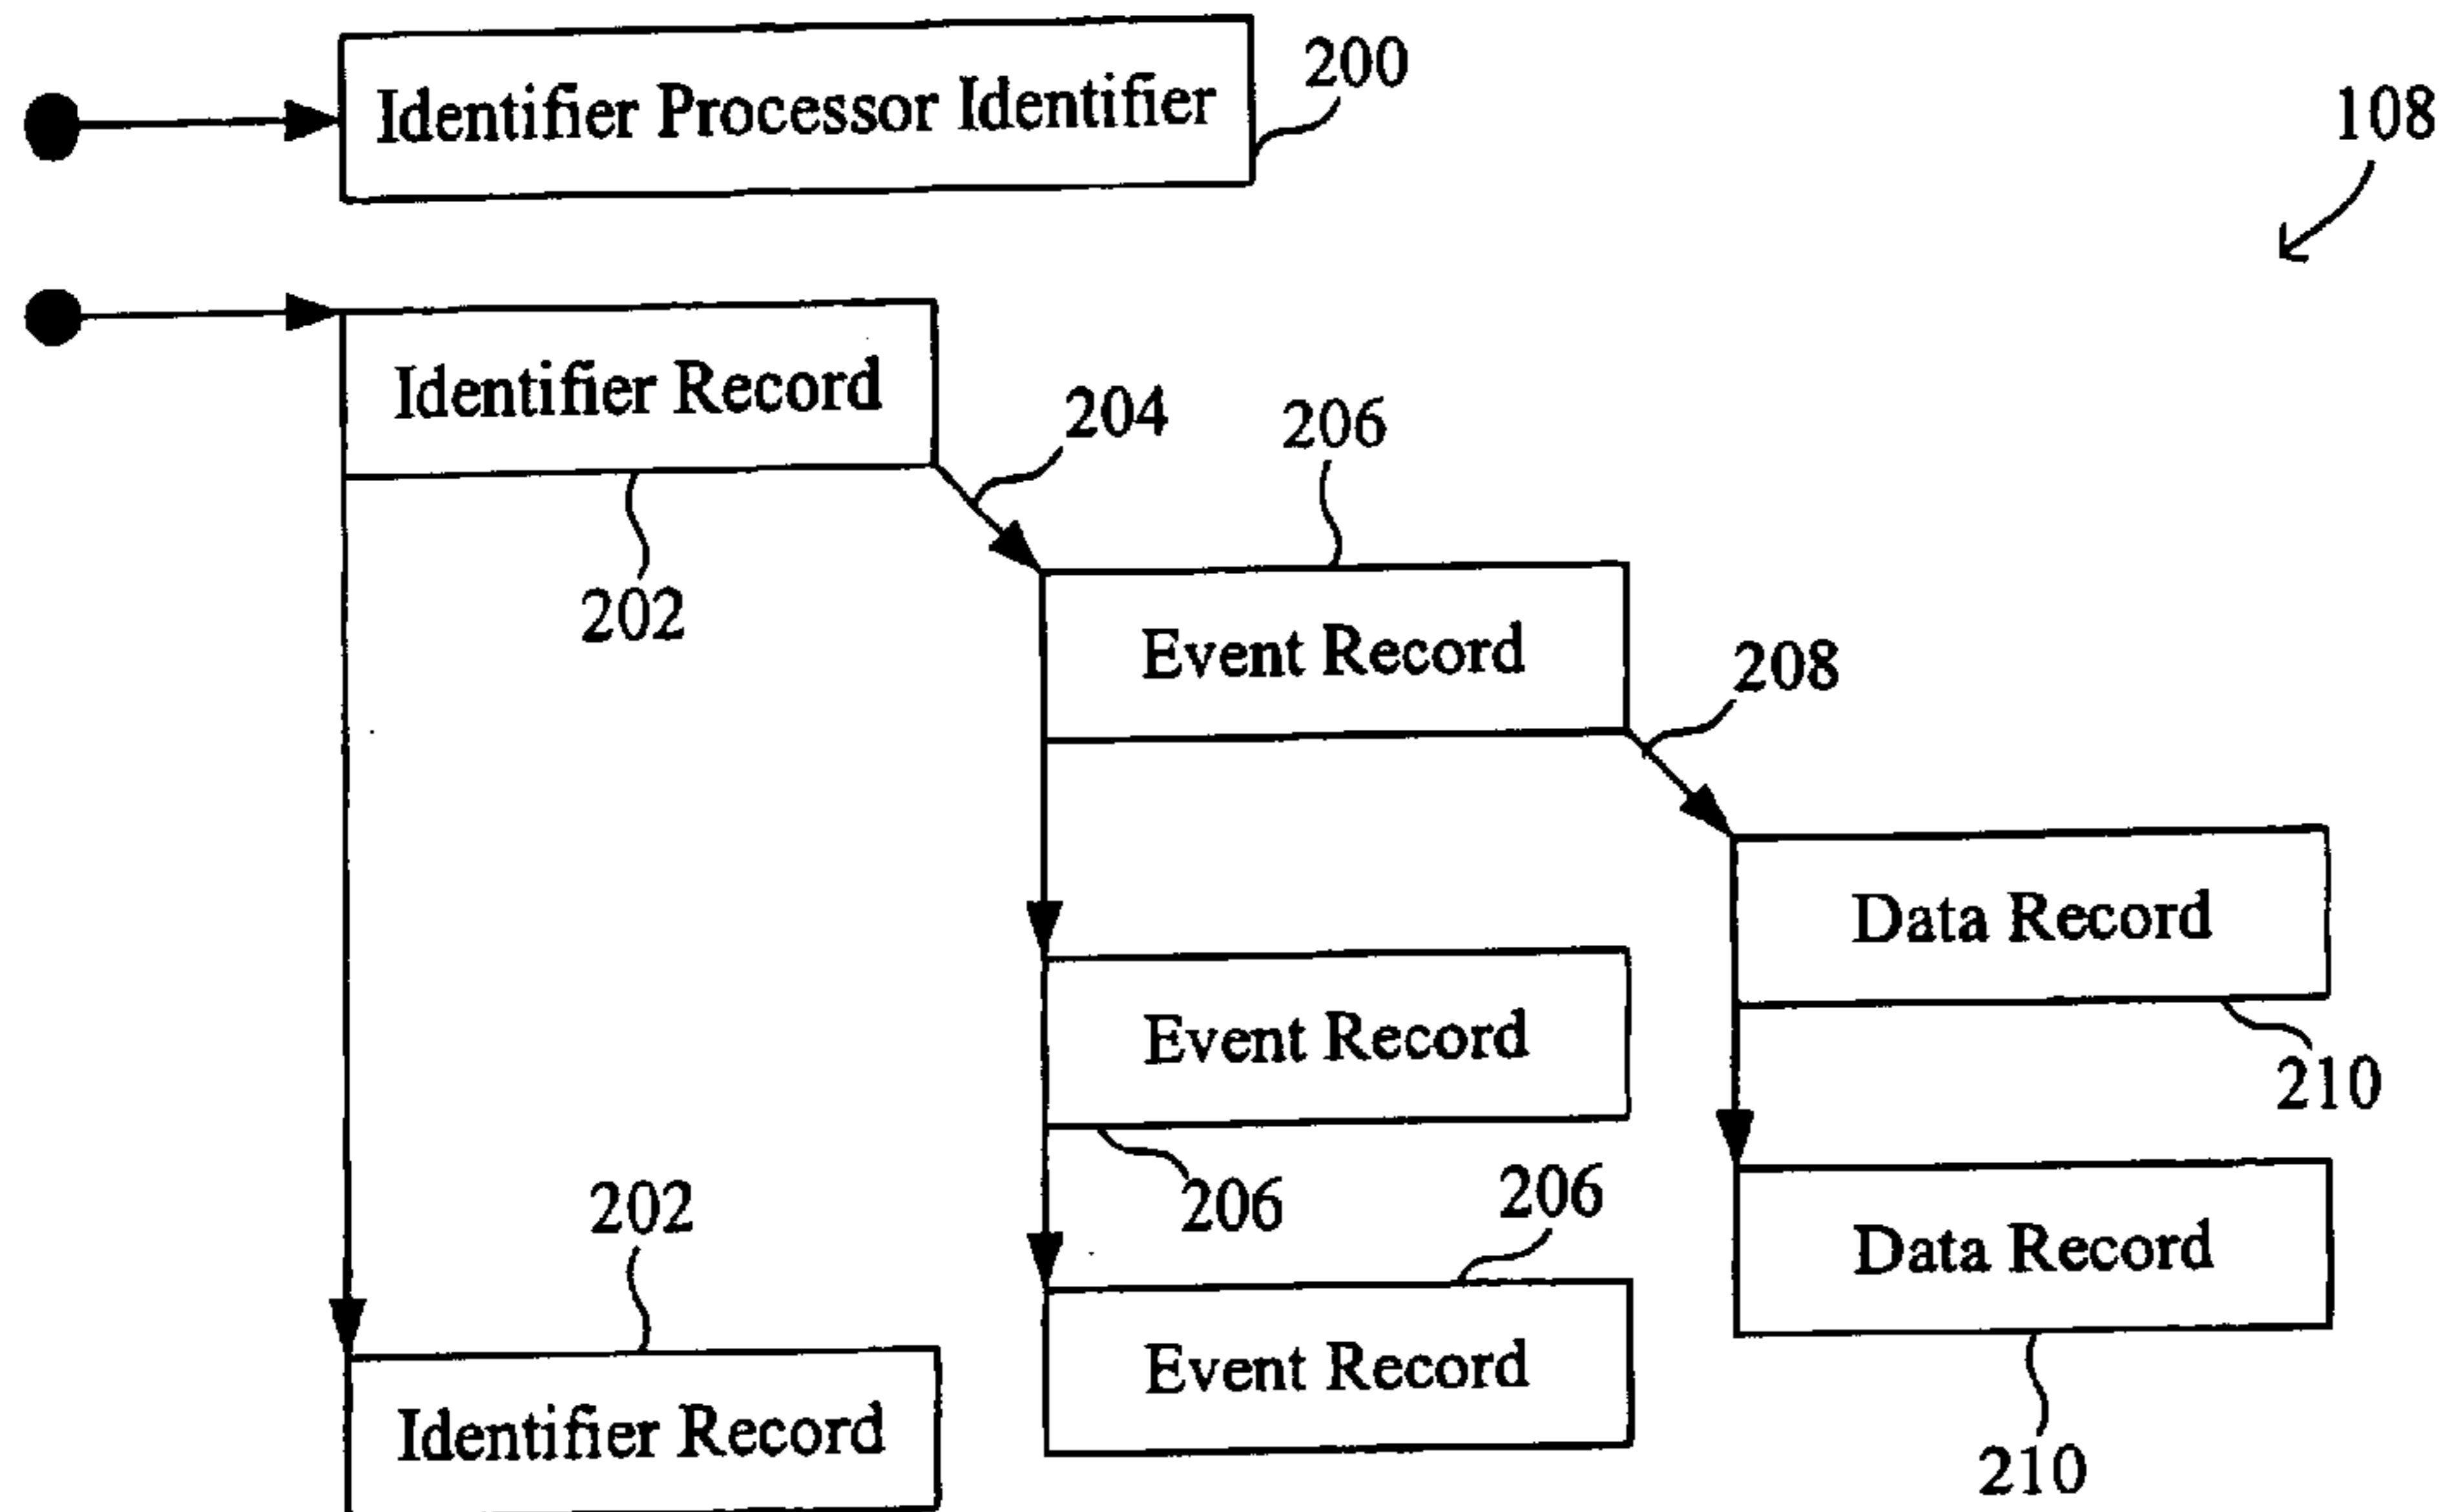 200
Identifier Processor Identifier
108
Identifier Record
204
206
202
Event Record
208
Data Record
210
Event Record
206
206
202
Data Record
Event Record
Identifier Record
210